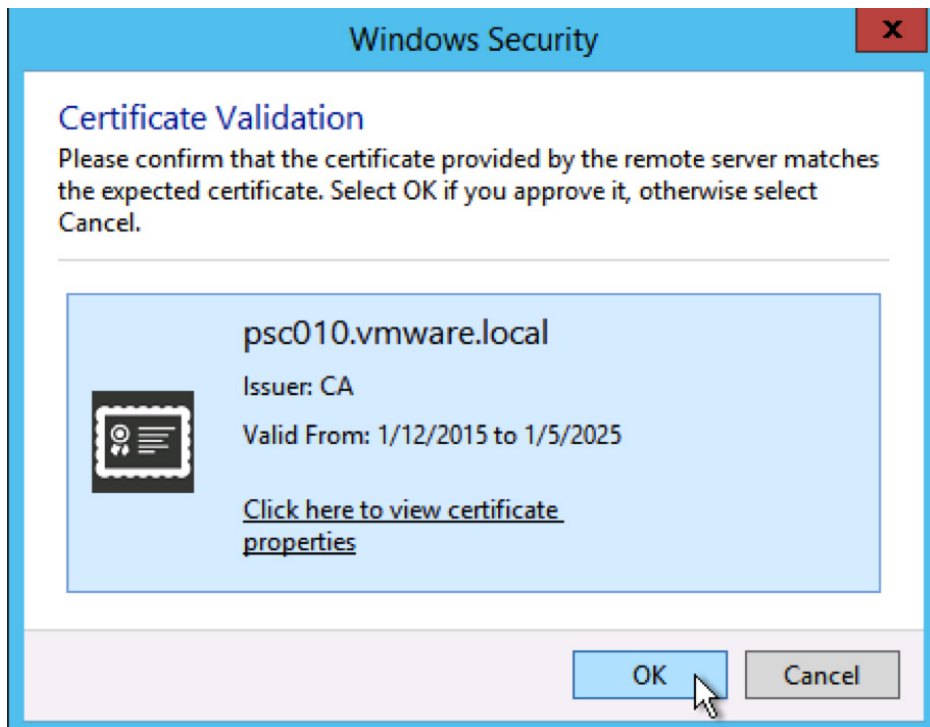 Windows Security
x
Certificate Validation
Please confirm that the certificate provided by the remote server matches
the expected certificate. Select OK if you approve it, otherwise select
Cancel.
psc010.vmware.local
Issuer: CA
Valid From: 1/12/2015 to 1/5/2025
Click here to view certificate
properties
OK
Cancel